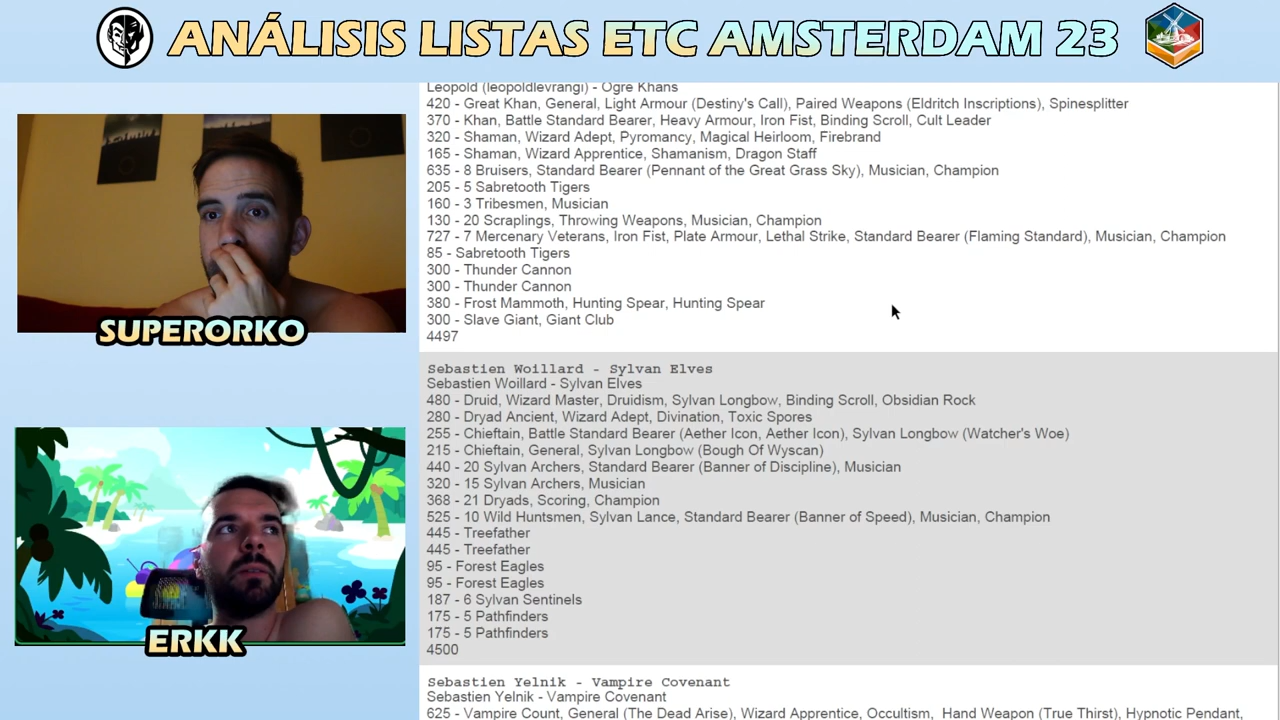 ANÁLISIS LISTAS ETC AMSTERDAM 23
Leopold (leopoldlevrangi) - Ogre Khans
420 - Great Khan, General, Light Armour (Destiny's Call), Paired Weapons (Eldritch Inscriptions), Spinesplitter
370 - Khan, Battle Standard Bearer, Heavy Armour, Iron Fist, Binding Scroll, Cult Leader
320 - Shaman, Wizard Adept, Pyromancy, Magical Heirloom, Firebrand
165 - Shaman, Wizard Apprentice, Shamanism, Dragon Staff
635 - 8 Bruisers, Standard Bearer (Pennant of the Great Grass Sky), Musician, Champion
205 - 5 Sabretooth Tigers
160 - 3 Tribesmen, Musician
130 - 20 Scraplings, Throwing Weapons, Musician, Champion
727 - 7 Mercenary Veterans, Iron Fist, Plate Armour, Lethal Strike, Standard Bearer (Flaming Standard), Musician, Champion
85 - Sabretooth Tigers
300 - Thunder Cannon
300 - Thunder Cannon
380 - Frost Mammoth, Hunting Spear, Hunting Spear
300 - Slave Giant, Giant Club
4497
SUPERORKO
Sebastien Woillard - Sylvan Elves
Sebastien Woillard - Sylvan Elves
480 - Druid, Wizard Master, Druidism, Sylvan Longbow, Binding Scroll, Obsidian Rock
280 - Dryad Ancient, Wizard Adept, Divination, Toxic Spores
255 - Chieftain, Battle Standard Bearer (Aether Icon, Aether Icon), Sylvan Longbow (Watcher's Woe)
215 - Chieftain, General, Sylvan Longbow (Bough Of Wyscan)
440 - 20 Sylvan Archers, Standard Bearer (Banner of Discipline), Musician
320 - 15 Sylvan Archers, Musician
368 - 21 Dryads, Scoring, Champion
525 - 10 Wild Huntsmen, Sylvan Lance, Standard Bearer (Banner of Speed), Musician, Champion
445 - Treefather
445 - Treefather
95 - Forest Eagles
95 - Forest Eagles
187 - 6 Sylvan Sentinels
175 - 5 Pathfinders
175 - 5 Pathfinders
4500
ERKK
Sebastien Yelnik - Vampire Covenant
Sebastien Yelnik - Vampire Covenant
625 - Vampire Count, General (The Dead Arise), Wizard Apprentice, Occultism, Hand Weapon (True Thirst), Hypnotic Pendant,